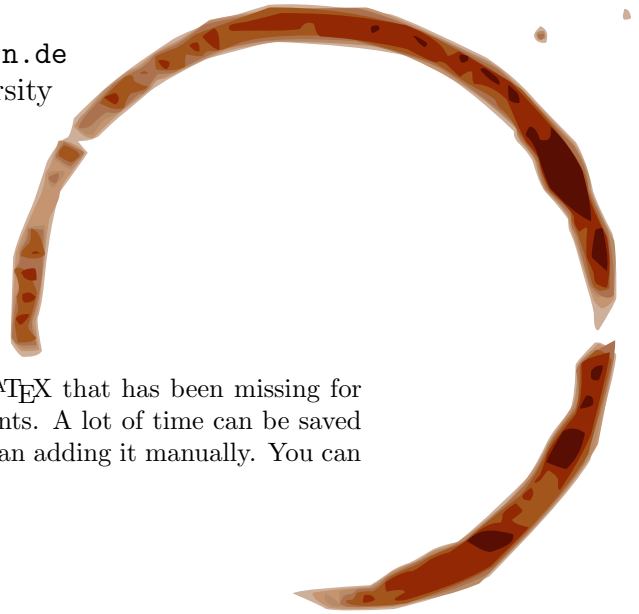 n.de
rsity
ATEX that has been missing for
nts. A lot of time can be saved
an adding it manually. You can